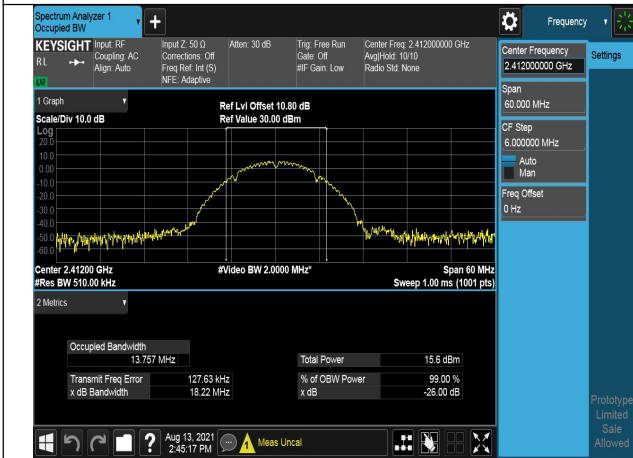 Spectrum Analyzer 1
Occupied BW
+
Frequency
KEYSIGHT
RL
LXI
Input: RF
Coupling: AC
Align: Auto
Input Z: 50 Ω
Corrections: Off
Freq Ref: Int (S)
NFE: Adaptive
Atten: 30 dB
Trig: Free Run
Gate: Off
#IF Gain: Low
Center Freq: 2.412000000 GHz
Avg|Hold: 10/10
Radio Std: None
Center Frequency
2.412000000 GHz
Settings
Span
60.000 MHz
CF Step
6.000000 MHz
Auto
Man
Freq Offset
0 Hz
1 Graph
Scale/Div 10.0 dB
Ref Lvl Offset 10.80 dB
Ref Value 30.00 dBm
Log
20.0
10.0
0.00
-10.0
-20.0
-30.0
-40.0
-50.0
-60.0
Center 2.41200 GHz
#Video BW 2.0000 MHz*
Span 60 MHz
#Res BW 510.00 kHz
Sweep 1.00 ms (1001 pts)
2 Metrics
Occupied Bandwidth
13.757 MHz
Total Power 15.6 dBm
Transmit Freq Error 127.63 kHz
% of OBW Power 99.00 %
x dB Bandwidth 18.22 MHz
x dB -26.00 dB
Prototype
Limited
Sale
Allowed
?
Aug 13, 2021
2:45:17 PM
Meas Uncal